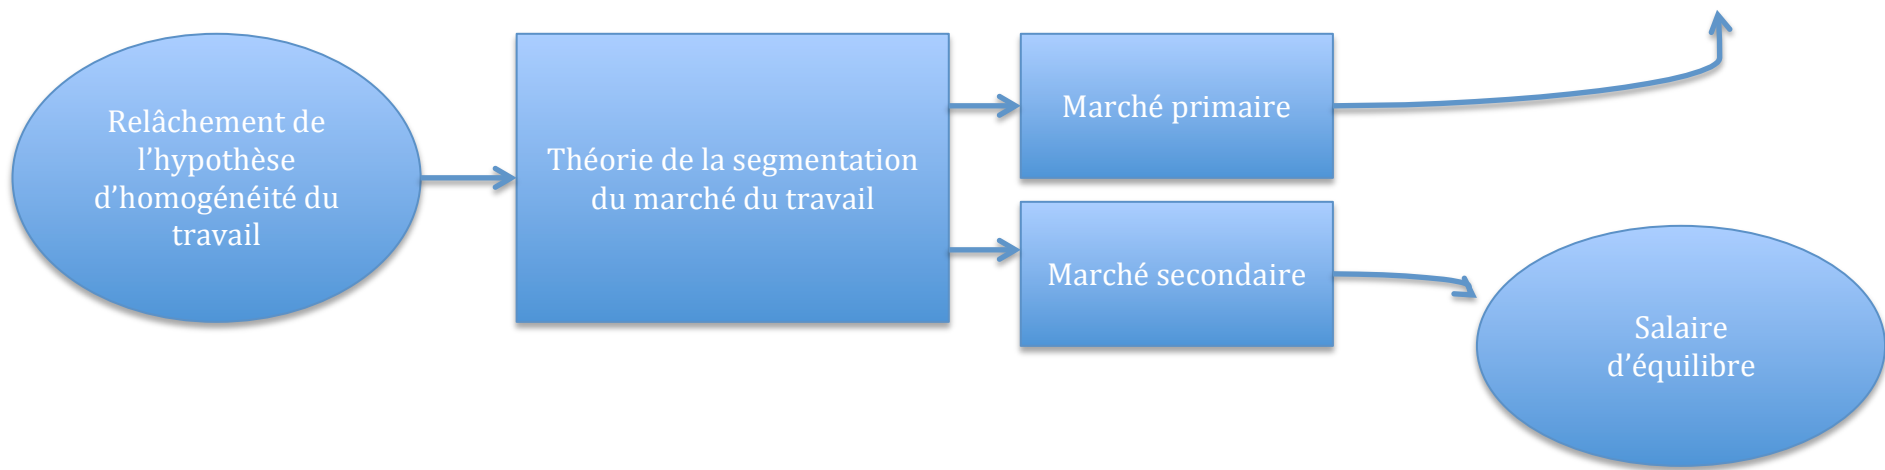 Relâchement de
l’hypothèse
d’homogénéité du
travail
Théorie de la segmentation
du marché du travail
Marché primaire
Marché secondaire
Salaire
d’équilibre